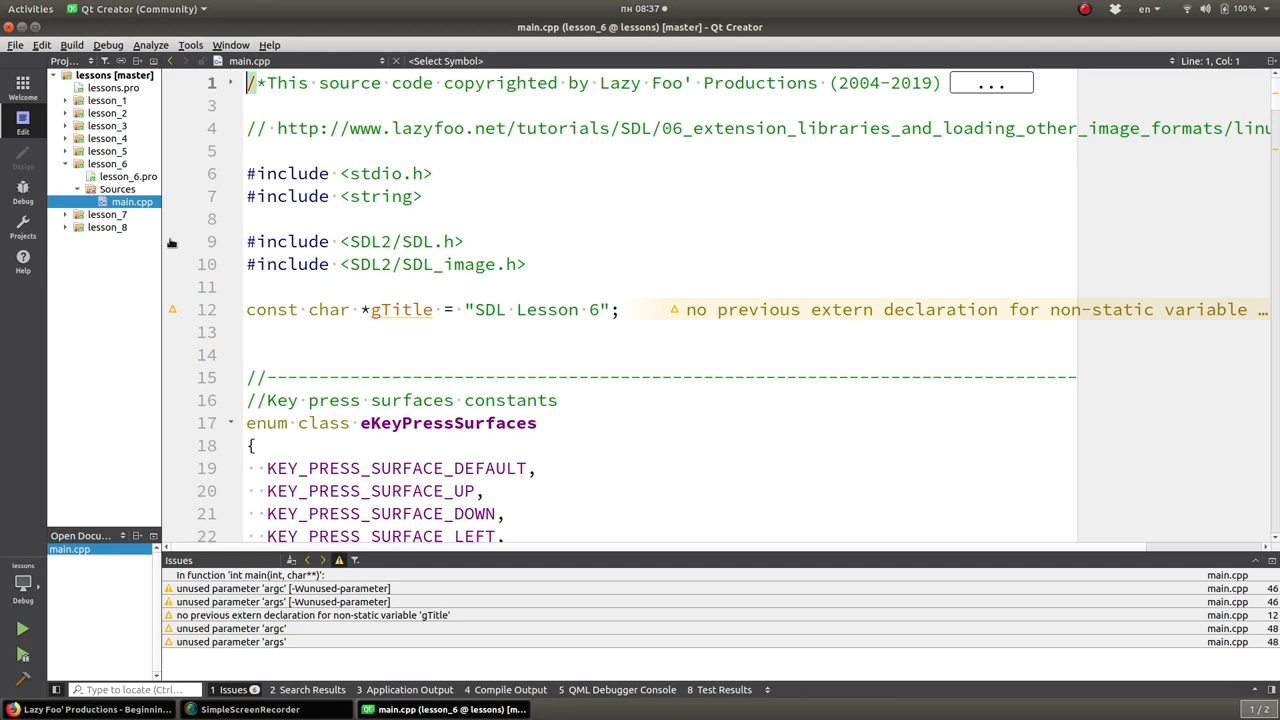 Activities Qt Creator (Community) пн 08:37 en 100 %
main.cpp (lesson_6 @ lessons) [master] - Qt Creator
File Edit Build Debug Analyze Tools Window Help
Proj... main.cpp <Select Symbol> Line: 1, Col: 1
Welcome
Edit
Design
Debug
Projects
Help
lessons [master]
lessons.pro
lesson_1
lesson_2
lesson_3
lesson_4
lesson_5
lesson_6
lesson_6.pro
Sources
main.cpp
lesson_7
lesson_8
1 /*This source code copyrighted by Lazy Foo' Productions (2004-2019) ...
3
4 // http://www.lazyfoo.net/tutorials/SDL/06_extension_libraries_and_loading_other_image_formats/linu
5
6 #include <stdio.h>
7 #include <string>
8
9 #include <SDL2/SDL.h>
10 #include <SDL2/SDL_image.h>
11
12 const char *gTitle = "SDL Lesson 6"; no previous extern declaration for non-static variable ...
13
14
15 //------------------------------------------------------------------------------
16 //Key press surfaces constants
17 enum class eKeyPressSurfaces
18 {
19 KEY_PRESS_SURFACE_DEFAULT,
20 KEY_PRESS_SURFACE_UP,
21 KEY_PRESS_SURFACE_DOWN,
22 KEY_PRESS_SURFACE_LEFT,
Open Docu...
main.cpp
lessons
Debug
Issues
In function 'int main(int, char**)': main.cpp
unused parameter 'argc' [-Wunused-parameter] main.cpp 46
unused parameter 'args' [-Wunused-parameter] main.cpp 46
no previous extern declaration for non-static variable 'gTitle' main.cpp 12
unused parameter 'argc' main.cpp 48
unused parameter 'args' main.cpp 48
Type to locate (Ctrl... 1 Issues 6 2 Search Results 3 Application Output 4 Compile Output 5 QML Debugger Console 8 Test Results
Lazy Foo' Productions - Beginnin... SimpleScreenRecorder main.cpp (lesson_6 @ lessons) [m... 1 / 2